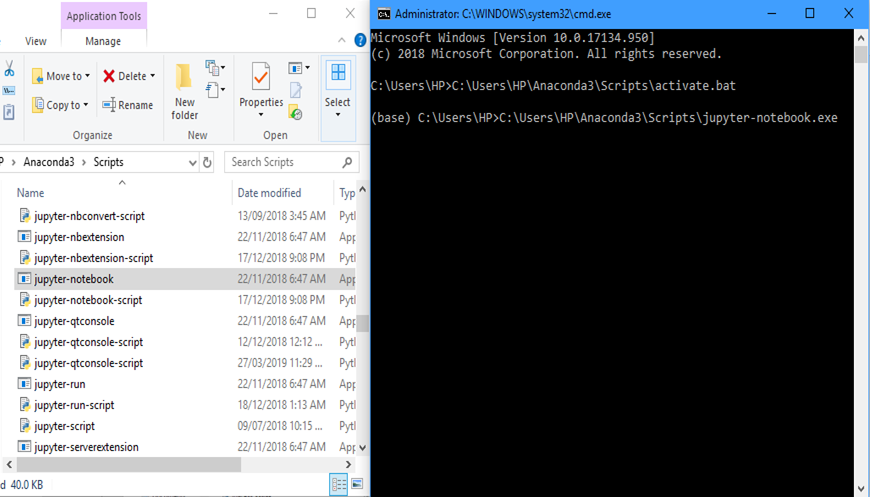 Application Tools
View Manage
Move to Delete
Copy to Rename
New folder
Properties
Select
Organize New Open
Anaconda3 Scripts
Search Scripts
Name Date modified Typ
jupyter-nbconvert-script 13/09/2018 3:45 AM Pyt
jupyter-nbextension 22/11/2018 6:47 AM App
jupyter-nbextension-script 17/12/2018 9:08 PM Pyt
jupyter-notebook 22/11/2018 6:47 AM App
jupyter-notebook-script 17/12/2018 9:08 PM Pyt
jupyter-qtconsole 22/11/2018 6:47 AM App
jupyter-qtconsole-script 12/12/2018 12:12 ... Pyt
jupyter-qtconsole-script 27/03/2019 11:29 ... Pyt
jupyter-run 22/11/2018 6:47 AM App
jupyter-run-script 18/12/2018 1:13 AM Pyt
jupyter-script 09/07/2018 10:15 ... Pyt
jupyter-serverextension 22/11/2018 6:47 AM App
d 40.0 KB
Administrator: C:\WINDOWS\system32\cmd.exe
Microsoft Windows [Version 10.0.17134.950]
(c) 2018 Microsoft Corporation. All rights reserved.
C:\Users\HP>C:\Users\HP\Anaconda3\Scripts\activate.bat
(base) C:\Users\HP>C:\Users\HP\Anaconda3\Scripts\jupyter-notebook.exe